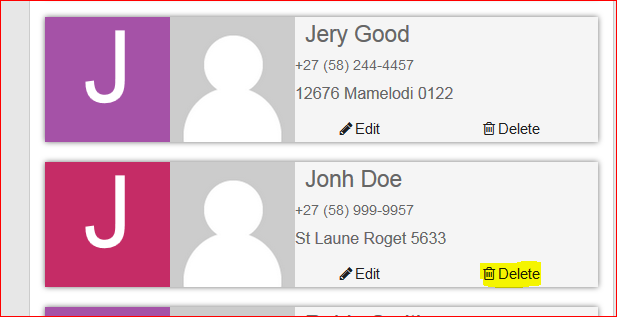 J
Jery Good
+27 (58) 244-4457
12676 Mamelodi 0122
Edit Delete
J
Jonh Doe
+27 (58) 999-9957
St Laune Roget 5633
Edit Delete